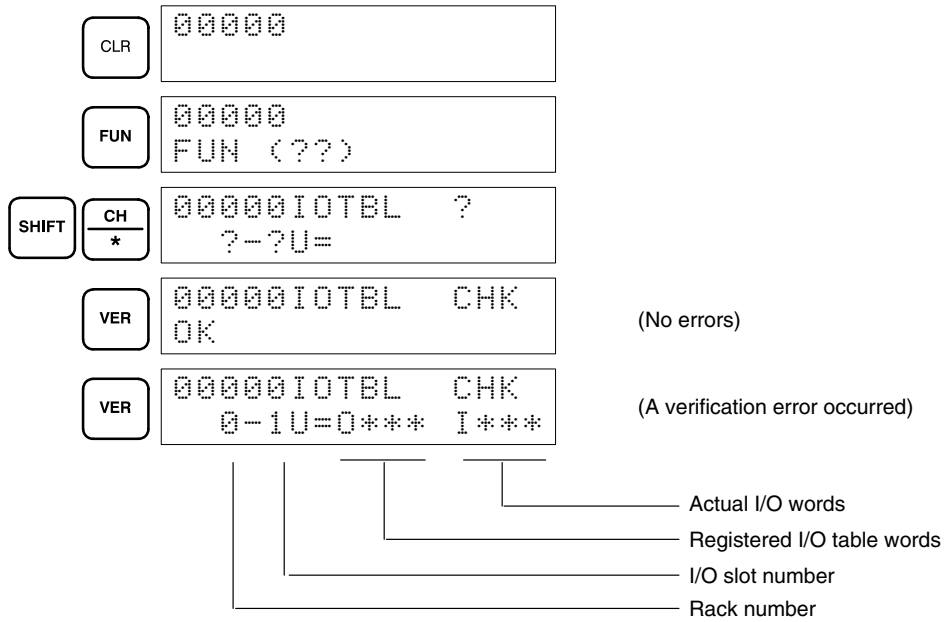 CLR
00000
FUN
00000
FUN (??)
SHIFT
CH
*
00000IOTBL ?
?-?U=
VER
00000IOTBL CHK
OK
(No errors)
VER
00000IOTBL CHK
0-1U=O*** I***
(A verification error occurred)
Actual I/O words
Registered I/O table words
I/O slot number
Rack number